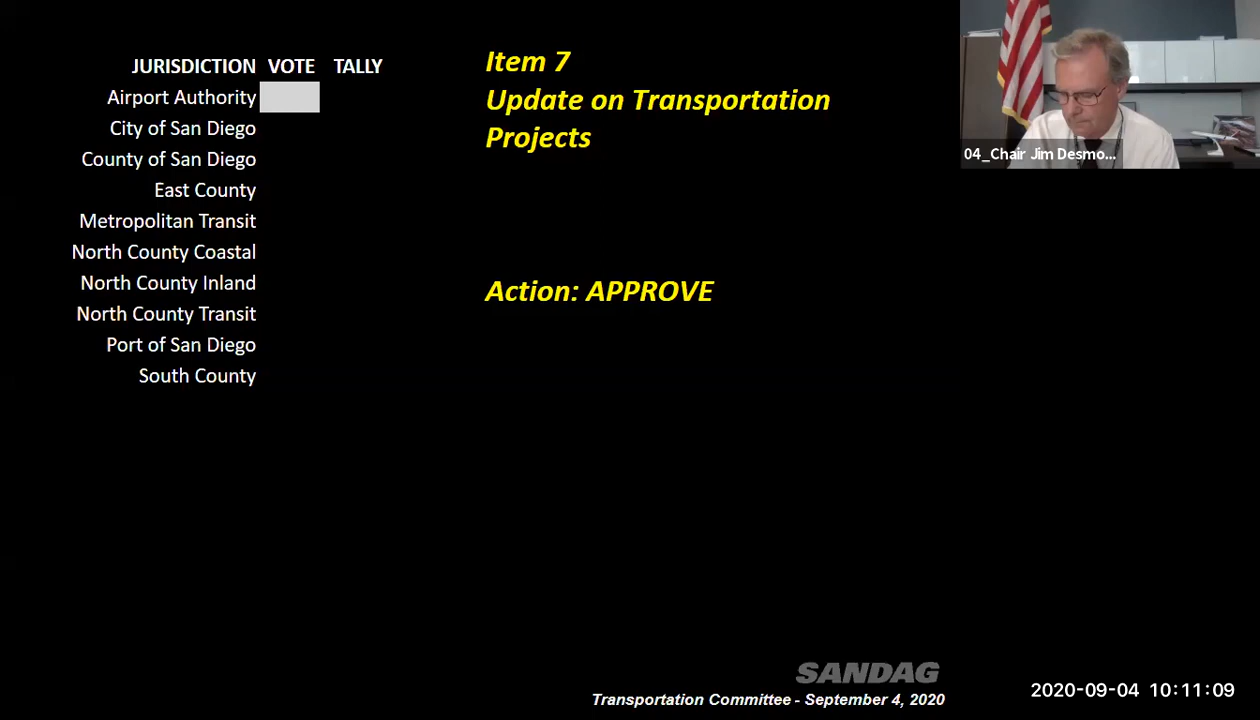 JURISDICTION VOTE TALLY
Airport Authority
City of San Diego
County of San Diego
East County
Metropolitan Transit
North County Coastal
North County Inland
North County Transit
Port of San Diego
South County
Item 7
Update on Transportation
Projects
Action: APPROVE
04_Chair Jim Desmo...
SANDAG
Transportation Committee - September 4, 2020
2020-09-04 10:11:09